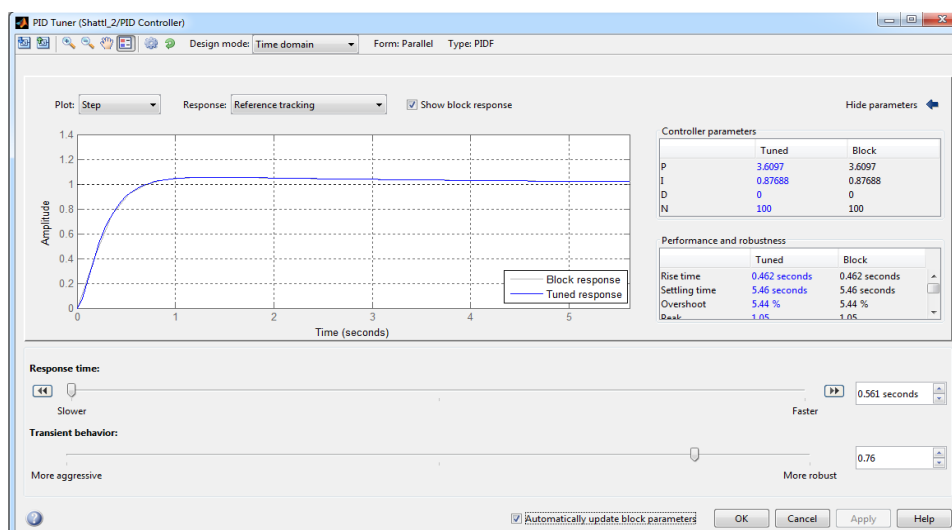 PID Tuner (Shattl_2/PID Controller)
Design mode: Time domain Form: Parallel Type: PIDF
Plot: Step Response: Reference tracking Show block response Hide parameters
Controller parameters
Tuned Block
P 3.6097 3.6097
I 0.87688 0.87688
D 0 0
N 100 100
Performance and robustness
Tuned Block
Rise time 0.462 seconds 0.462 seconds
Settling time 5.46 seconds 5.46 seconds
Overshoot 5.44 % 5.44 %
Peak 1.05 1.05
1.4
1.2
1
0.8
0.6
0.4
0.2
0
Amplitude
Block response
Tuned response
0 1 2 3 4 5
Time (seconds)
Response time:
0.561 seconds
Slower Faster
Transient behavior:
0.76
More aggressive More robust
Automatically update block parameters OK Cancel Apply Help